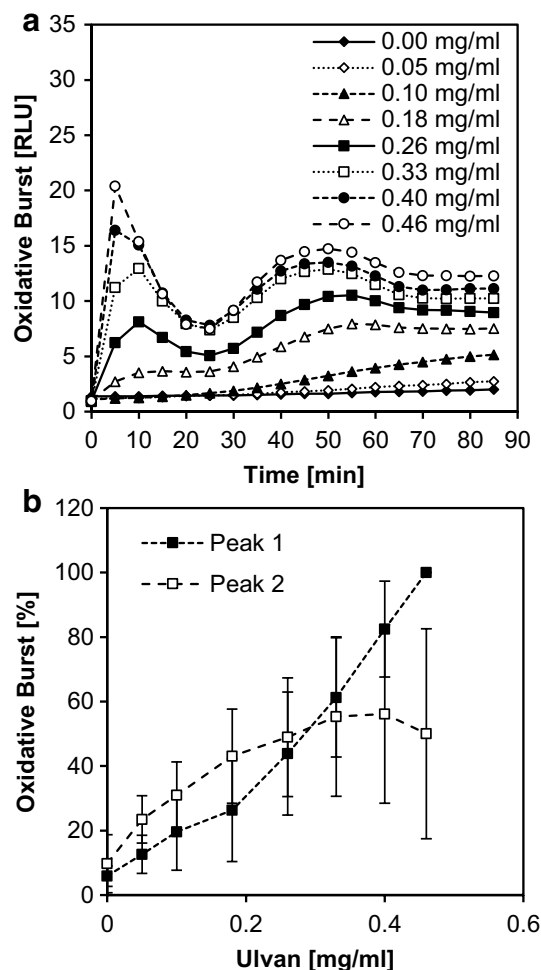 a
35
30
25
20
15
10
5
0
Oxidative Burst [RLU]
0.00 mg/ml
0.05 mg/ml
0.10 mg/ml
0.18 mg/ml
0.26 mg/ml
0.33 mg/ml
0.40 mg/ml
0.46 mg/ml
0 10 20 30 40 50 60 70 80 90
Time [min]
b
120
100
80
60
40
20
0
Oxidative Burst [%]
Peak 1
Peak 2
0 0.2 0.4 0.6
Ulvan [mg/ml]